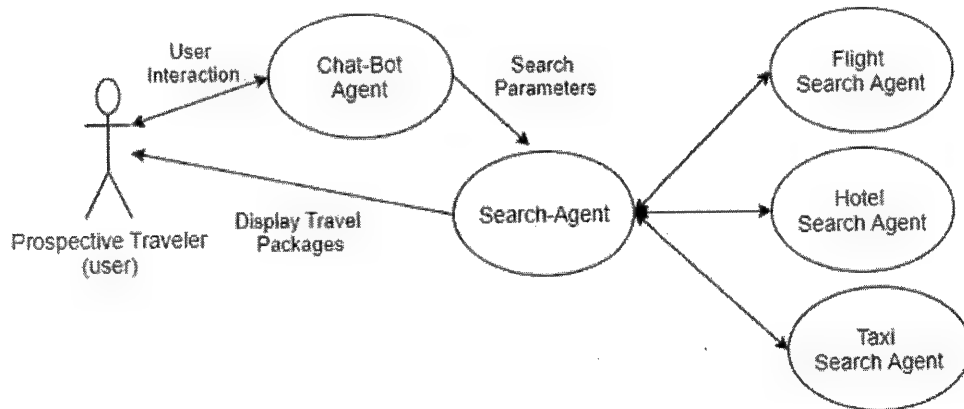 User
Interaction
Chat-Bot
Agent
Search
Parameters
Flight
Search Agent
Search-Agent
Hotel
Search Agent
Display Travel
Packages
Prospective Traveler
(user)
Taxi
Search Agent